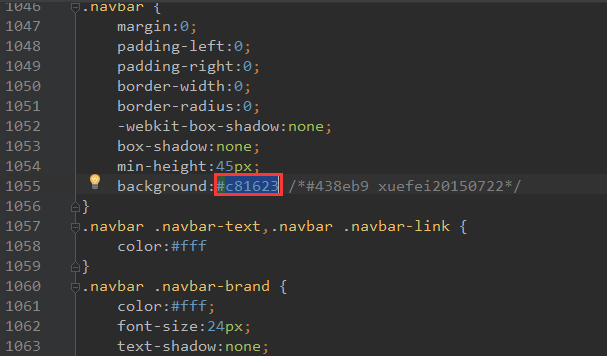 1046 .navbar {
1047 margin:0;
1048 padding-left:0;
1049 padding-right:0;
1050 border-width:0;
1051 border-radius:0;
1052 -webkit-box-shadow:none;
1053 box-shadow:none;
1054 min-height:45px;
1055 background:#c81623 /*#438eb9 xuefei20150722*/
1056 }
1057 .navbar .navbar-text,.navbar .navbar-link {
1058 color:#fff
1059 }
1060 .navbar .navbar-brand {
1061 color:#fff;
1062 font-size:24px;
1063 text-shadow:none;